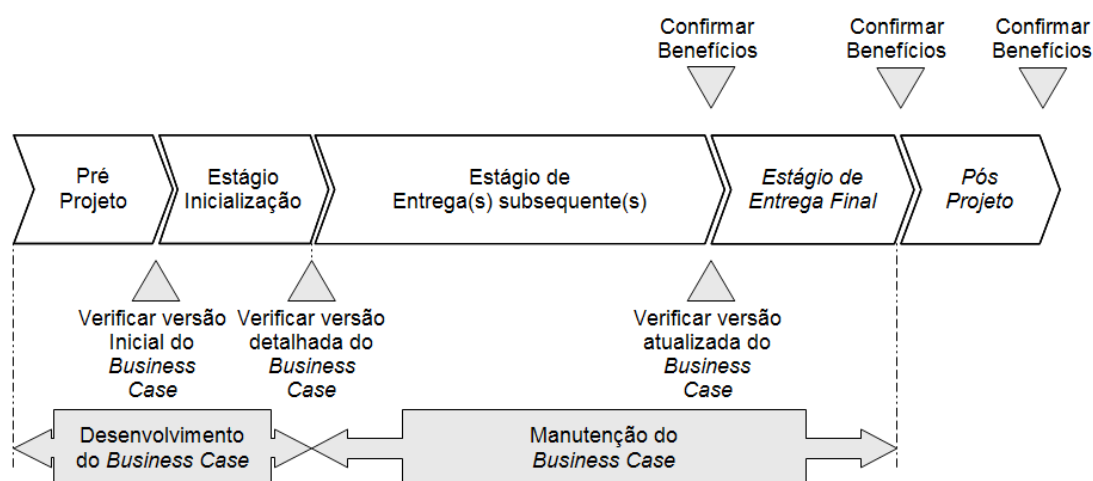 Confirmar
Benefícios
Confirmar
Benefícios
Confirmar
Benefícios
Pré
Projeto
Estágio
Inicialização
Estágio de
Entrega(s) subsequente(s)
Estágio de
Entrega Final
Pós
Projeto
Verificar versão
Inicial do
Business
Case
Verificar versão
detalhada do
Business
Case
Verificar versão
atualizada do
Business
Case
Desenvolvimento
do Business Case
Manutenção do
Business Case